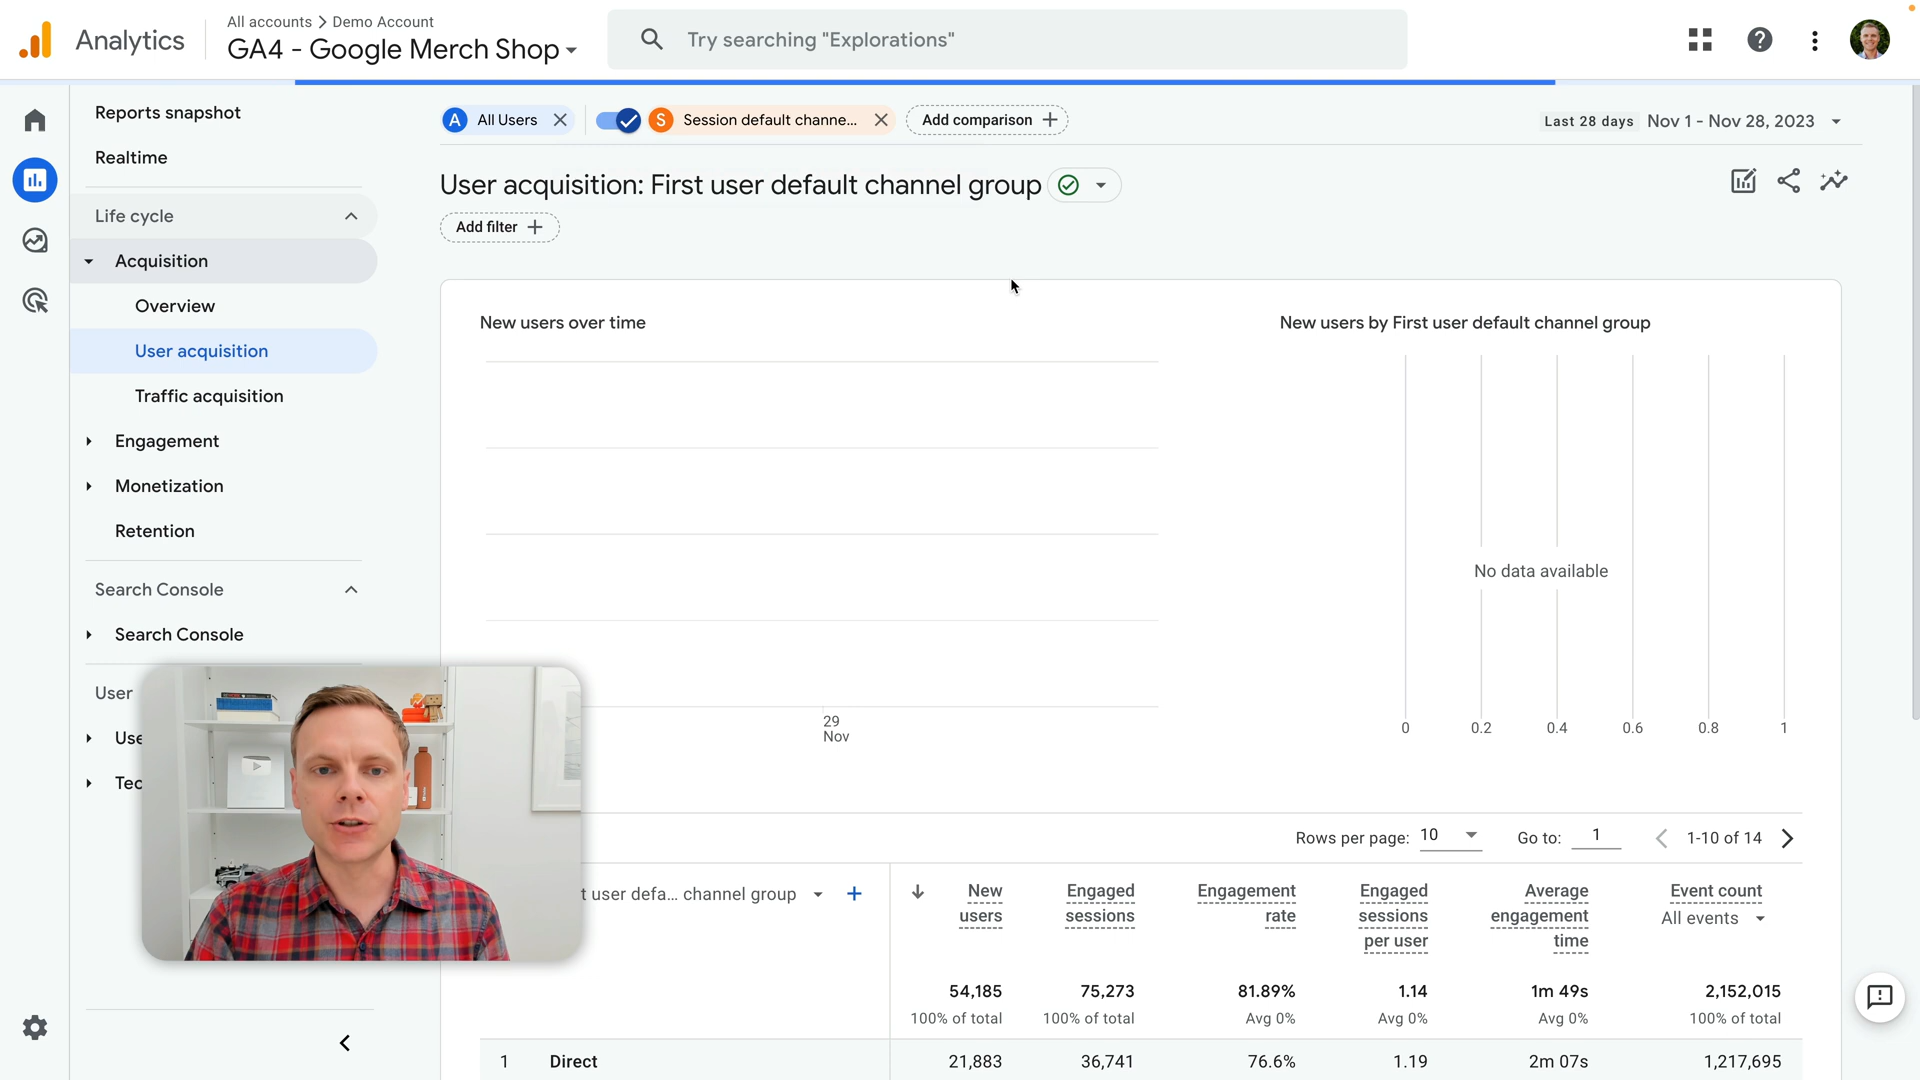 Analytics
All accounts > Demo Account
GA4 - Google Merch Shop
Try searching "Explorations"
Reports snapshot
Realtime
Life cycle
Acquisition
Overview
User acquisition
Traffic acquisition
Engagement
Monetization
Retention
Search Console
Search Console
User
Use
Tec
A All Users
S Session default channe...
Add comparison +
Last 28 days Nov 1 - Nov 28, 2023
User acquisition: First user default channel group
Add filter +
New users over time
29
Nov
New users by First user default channel group
No data available
0 0.2 0.4 0.6 0.8 1
Rows per page: 10 Go to: 1 1-10 of 14
t user defa... channel group +
New
users
Engaged
sessions
Engagement
rate
Engaged
sessions
per user
Average
engagement
time
Event count
All events
54,185 75,273 81.89% 1.14 1m 49s 2,152,015
100% of total 100% of total Avg 0% Avg 0% Avg 0% 100% of total
1 Direct 21,883 36,741 76.6% 1.19 2m 07s 1,217,695